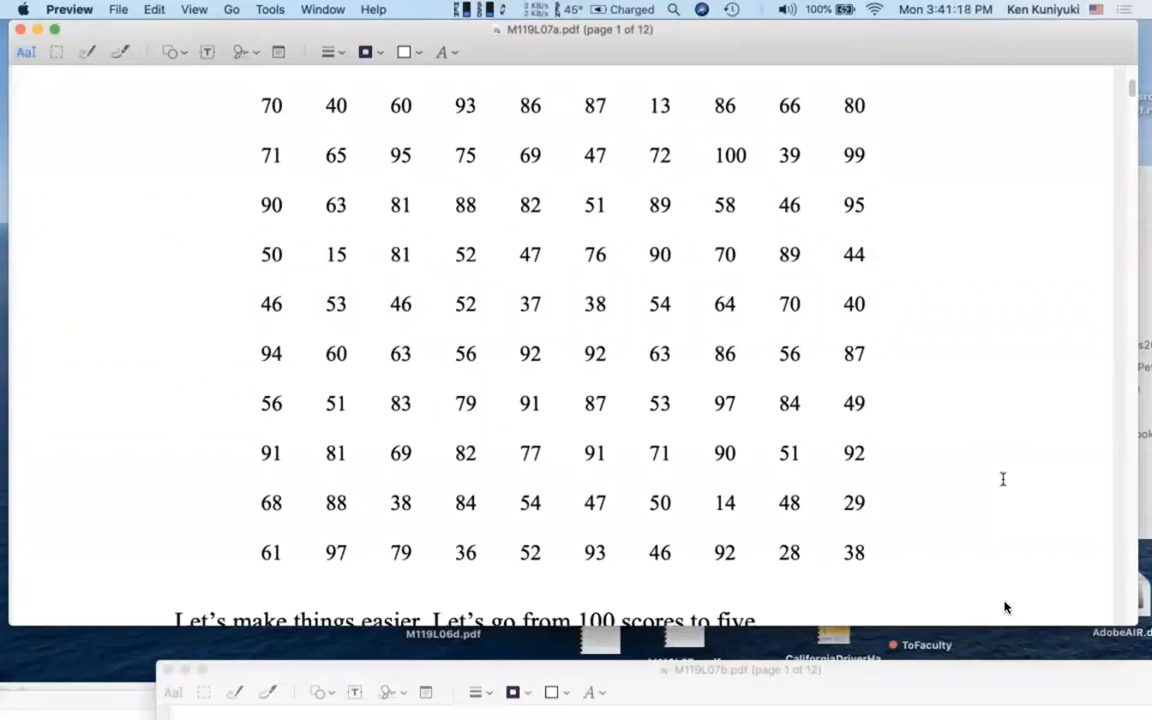 Preview File Edit View Go Tools Window Help 0 KB/s 0 KB/s 45° Charged 100% Mon 3:41:18 PM Ken Kuniyuki
M119L07a.pdf (page 1 of 12)
AaI T A
70 40 60 93 86 87 13 86 66 80
71 65 95 75 69 47 72 100 39 99
90 63 81 88 82 51 89 58 46 95
50 15 81 52 47 76 90 70 89 44
46 53 46 52 37 38 54 64 70 40
94 60 63 56 92 92 63 86 56 87
56 51 83 79 91 87 53 97 84 49
91 81 69 82 77 91 71 90 51 92
68 88 38 84 54 47 50 14 48 29
61 97 79 36 52 93 46 92 28 38
Let's make things easier. Let's go from 100 scores to five
M119L06d.pdf ToFaculty AdobeAIR.d
CaliforniaDriverHa
M119L07b.pdf (page 1 of 12)
AaI T A